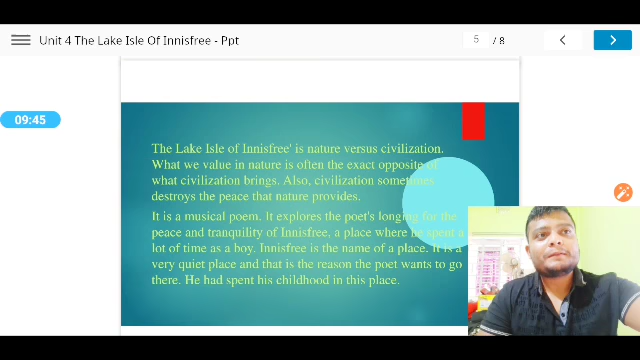 Unit 4 The Lake Isle Of Innisfree - Ppt
5 / 8
09:45
The Lake Isle of Innisfree' is nature versus civilization.
What we value in nature is often the exact opposite of
what civilization brings. Also, civilization sometimes
destroys the peace that nature provides.
It is a musical poem. It explores the poet's longing for the
peace and tranquility of Innisfree, a place where he spent a
lot of time as a boy. Innisfree is the name of a place. It is a
very quiet place and that is the reason the poet wants to go
there. He had spent his childhood in this place.